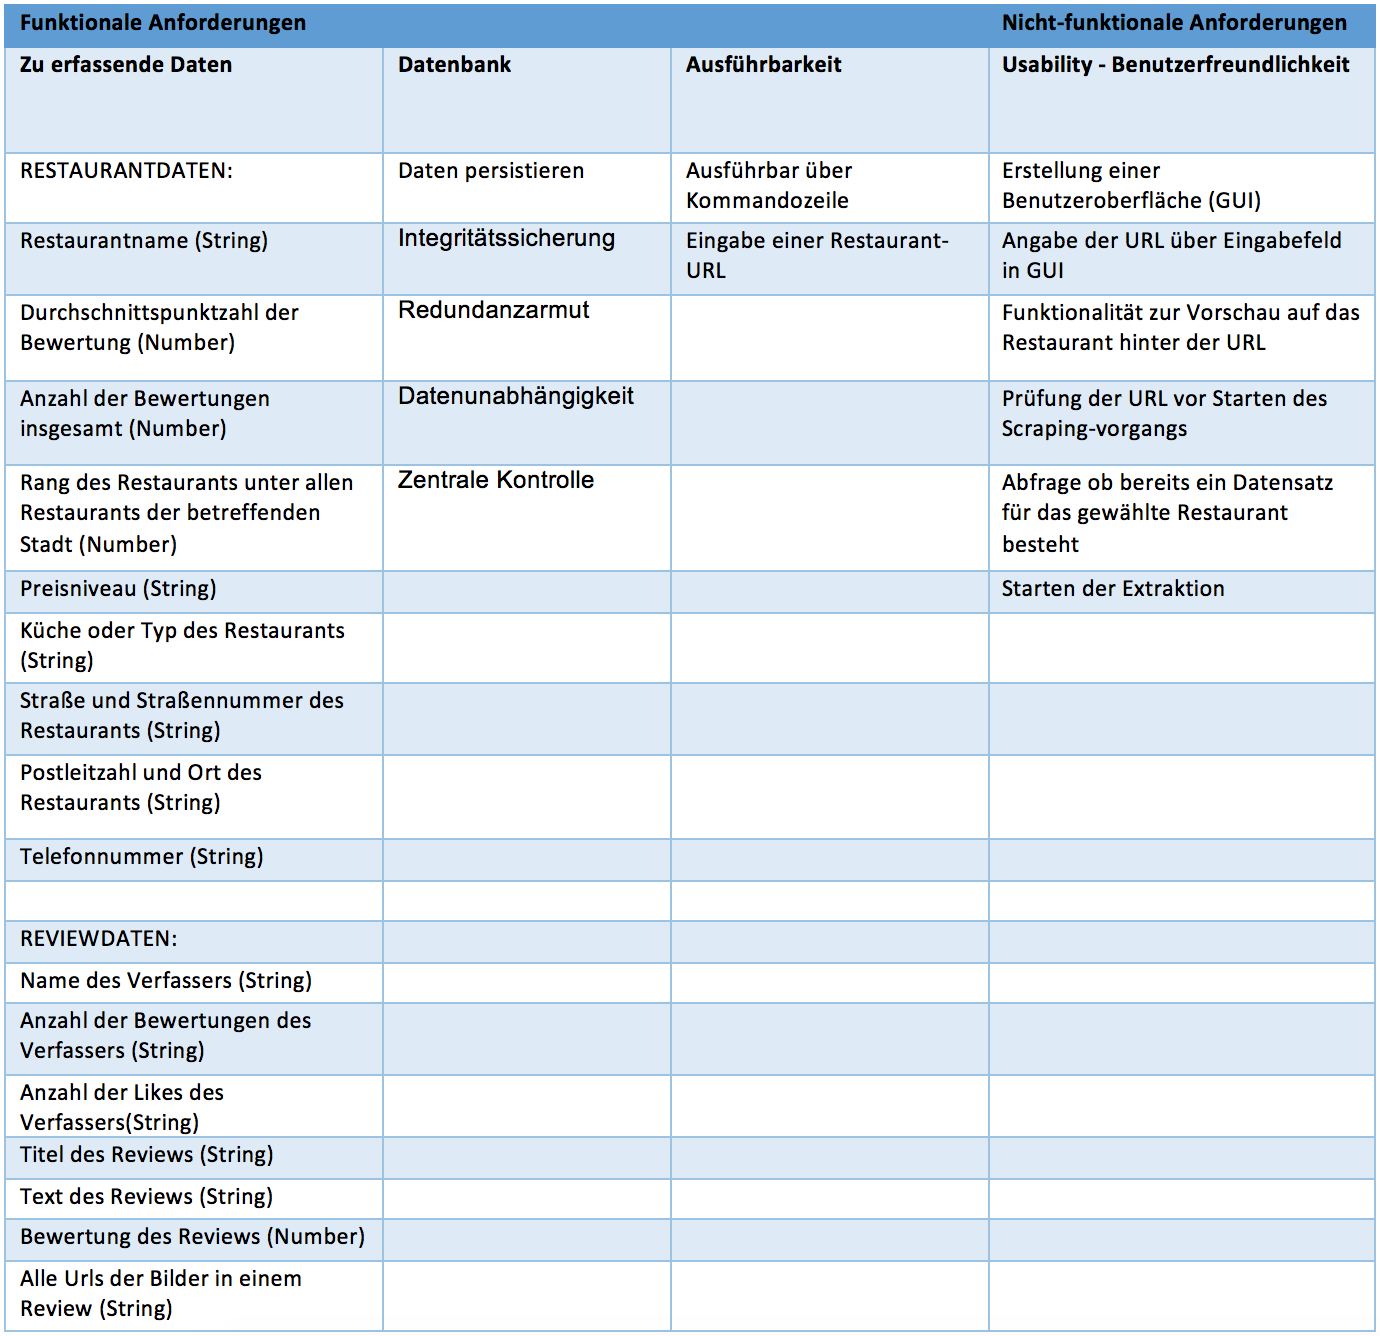 Funktionale Anforderungen
Nicht-funktionale Anforderungen
Zu erfassende Daten
Datenbank
Ausführbarkeit
Usability - Benutzerfreundlichkeit
RESTAURANTDATEN:
Daten persistieren
Ausführbar über
Kommandozeile
Erstellung einer
Benutzeroberfläche (GUI)
Restaurantname (String)
Integritätssicherung
Eingabe einer Restaurant-
URL
Angabe der URL über Eingabefeld
in GUI
Durchschnittspunktzahl der
Bewertung (Number)
Redundanzarmut
Funktionalität zur Vorschau auf das
Restaurant hinter der URL
Anzahl der Bewertungen
insgesamt (Number)
Datenunabhängigkeit
Prüfung der URL vor Starten des
Scraping-vorgangs
Rang des Restaurants unter allen
Restaurants der betreffenden
Stadt (Number)
Zentrale Kontrolle
Abfrage ob bereits ein Datensatz
für das gewählte Restaurant
besteht
Preisniveau (String)
Starten der Extraktion
Küche oder Typ des Restaurants
(String)
Straße und Straßennummer des
Restaurants (String)
Postleitzahl und Ort des
Restaurants (String)
Telefonnummer (String)
REVIEWDATEN:
Name des Verfassers (String)
Anzahl der Bewertungen des
Verfassers (String)
Anzahl der Likes des
Verfassers(String)
Titel des Reviews (String)
Text des Reviews (String)
Bewertung des Reviews (Number)
Alle Urls der Bilder in einem
Review (String)